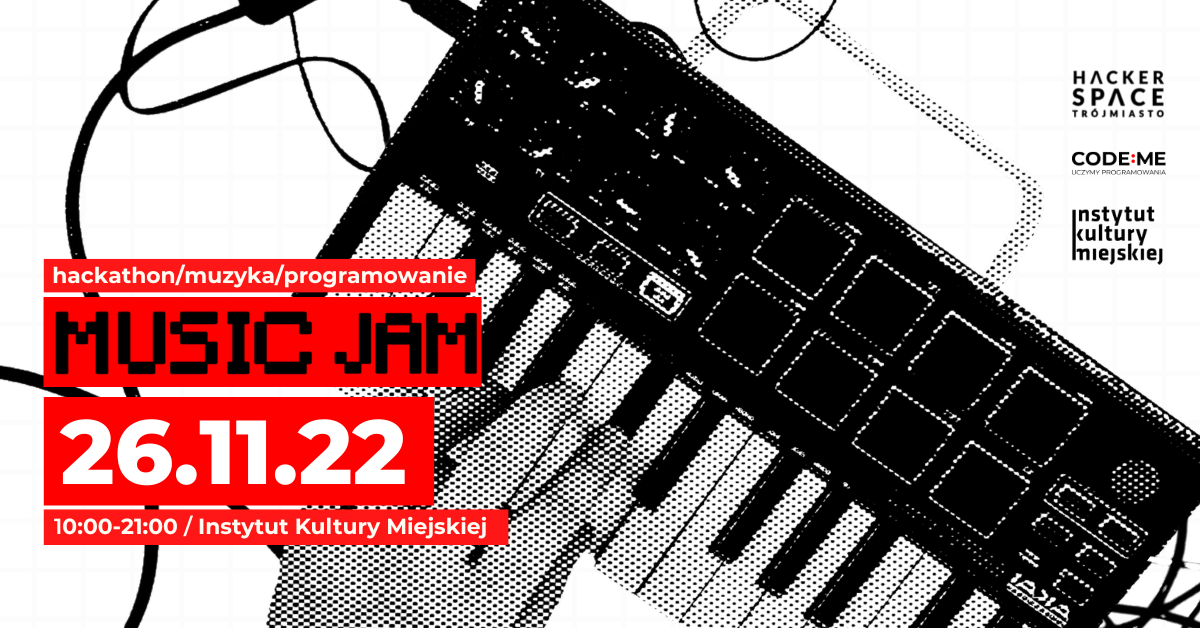 HACKER
SPACE
TRÓJMIASTO
CODE:ME
UCZYMY PROGRAMOWANIA
Instytut
kultury
miejskiej
hackathon/muzyka/programowanie
MUSIC JAM
26.11.22
10:00-21:00 / Instytut Kultury Miejskiej
AKAI